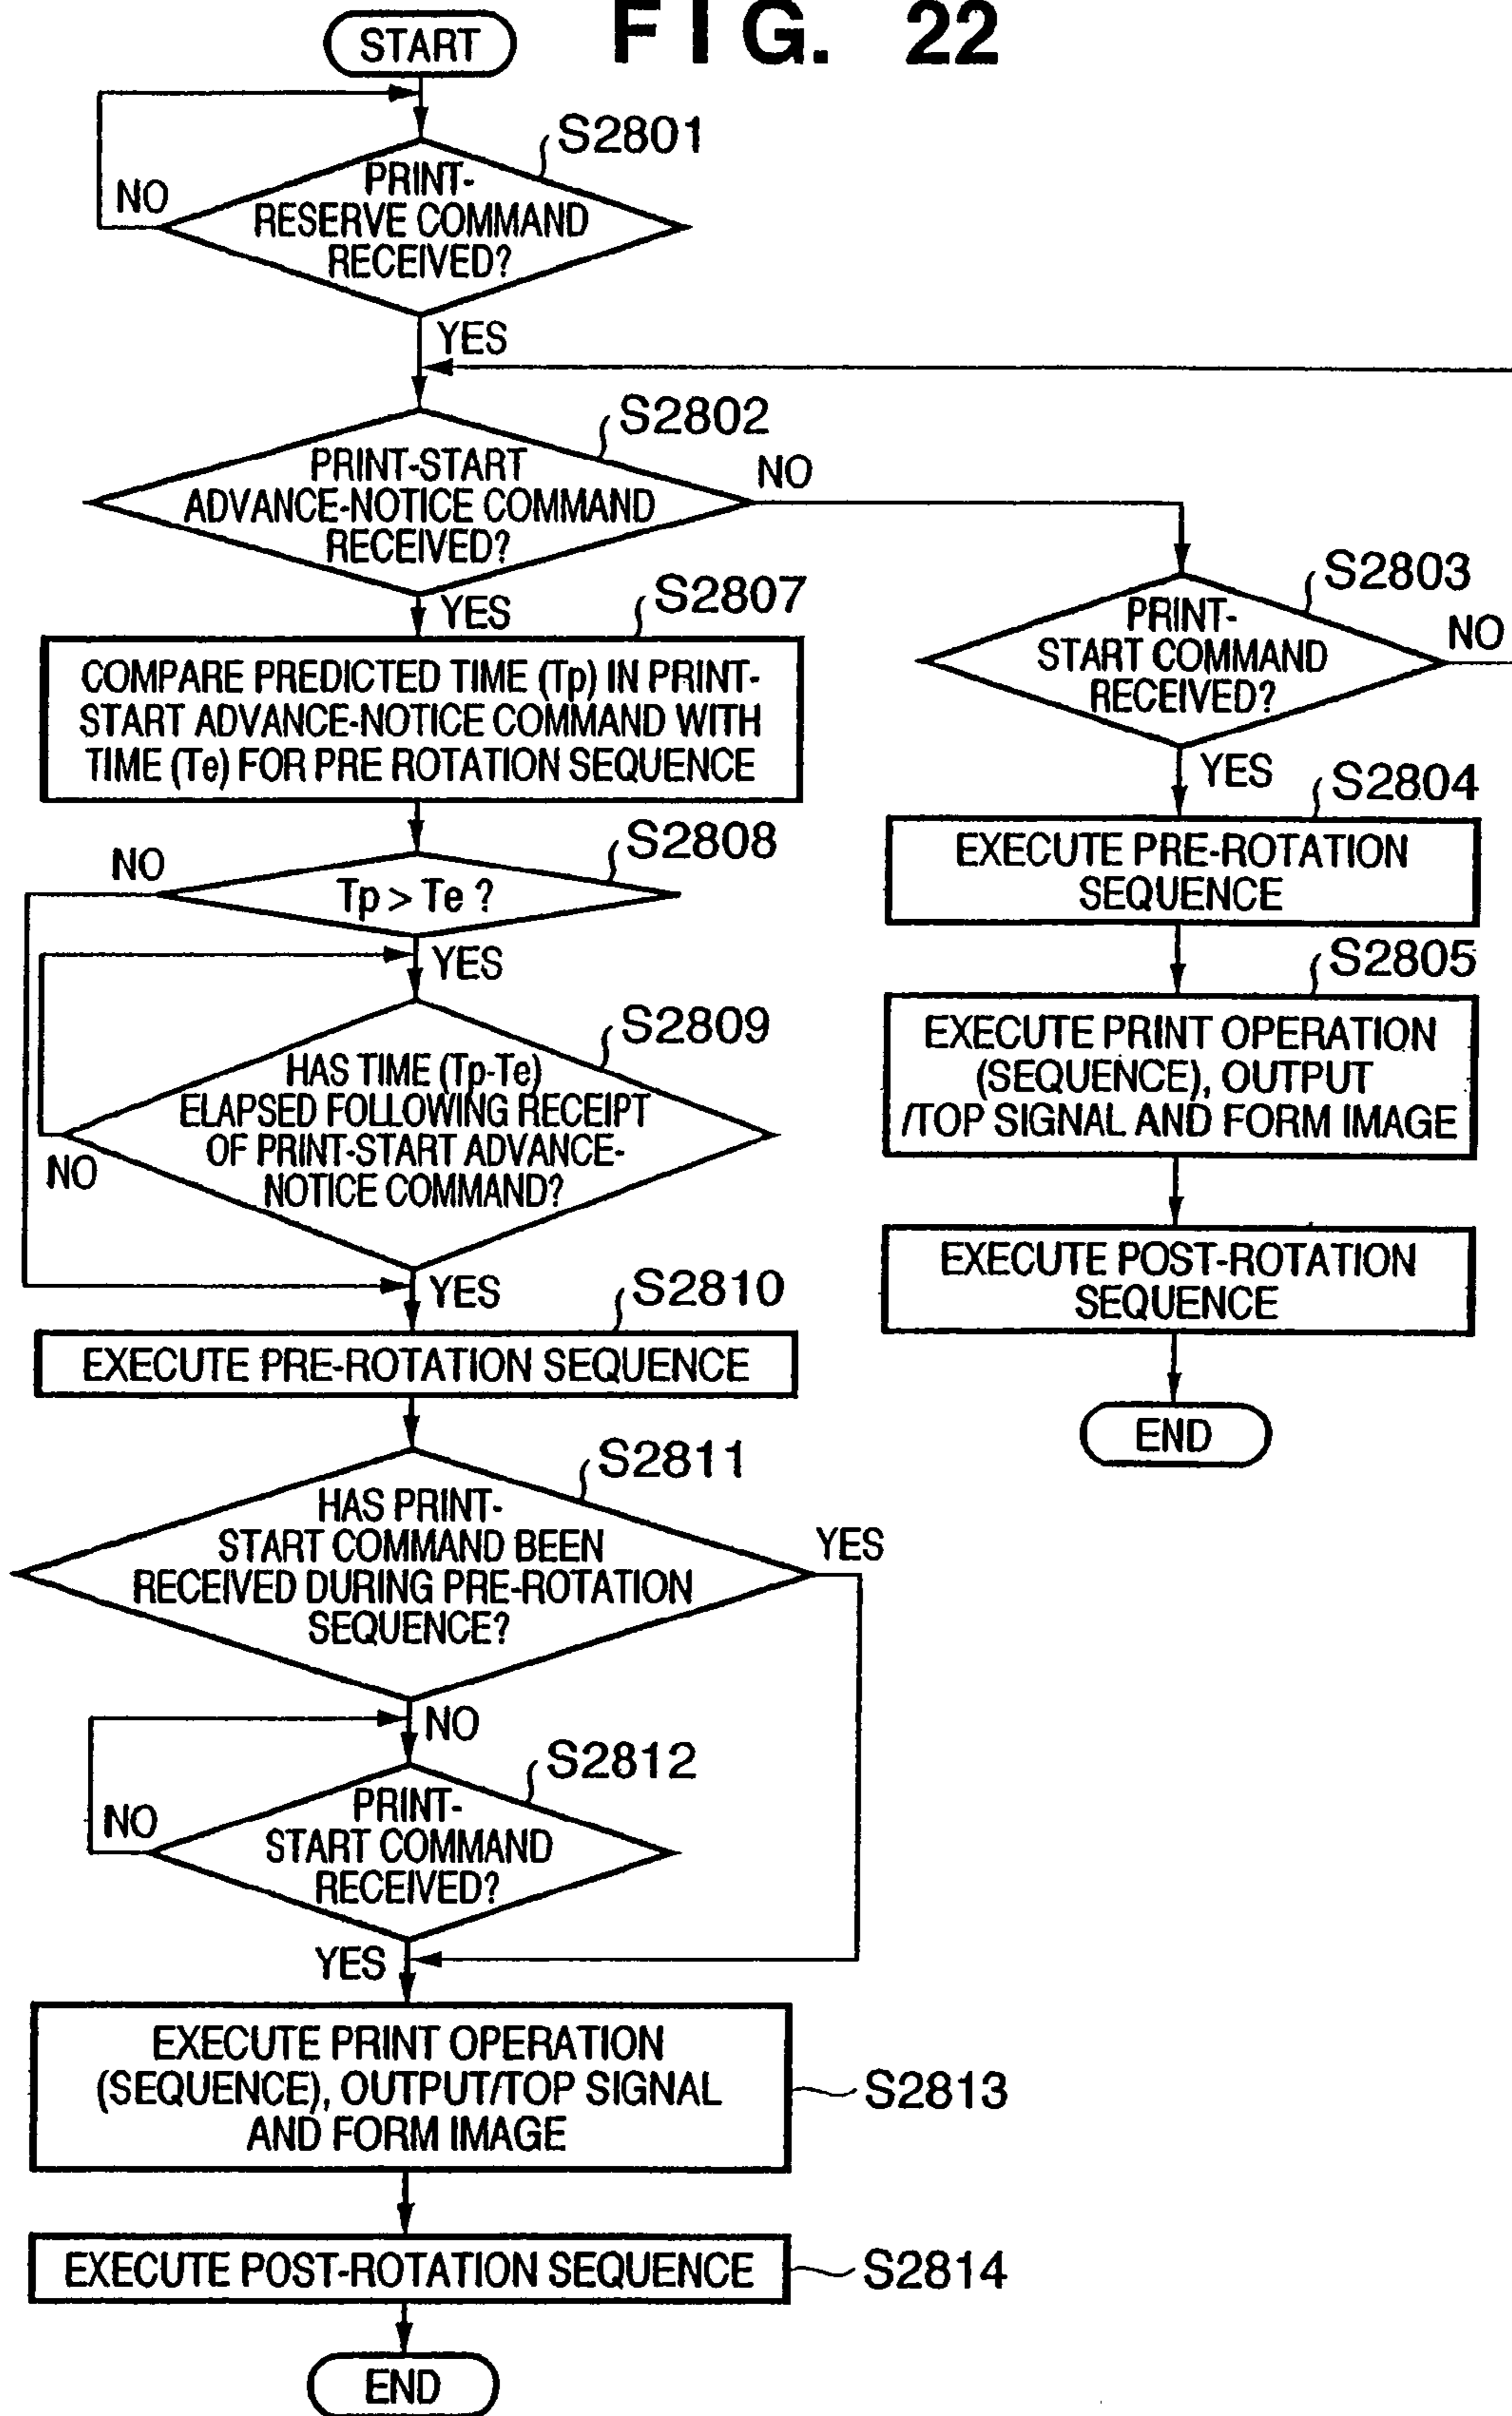 FIG. 22
START
S2801
PRINT-
RESERVE COMMAND
RECEIVED?
NO
YES
S2802
PRINT-START
ADVANCE-NOTICE COMMAND
RECEIVED?
NO
YES
S2803
PRINT-
START COMMAND
RECEIVED?
NO
YES
S2804
EXECUTE PRE-ROTATION
SEQUENCE
S2805
EXECUTE PRINT OPERATION
(SEQUENCE), OUTPUT
/TOP SIGNAL AND FORM IMAGE
EXECUTE POST-ROTATION
SEQUENCE
END
S2807
COMPARE PREDICTED TIME (Tp) IN PRINT-
START ADVANCE-NOTICE COMMAND WITH
TIME (Te) FOR PRE ROTATION SEQUENCE
S2808
NO
Tp > Te ?
YES
S2809
HAS TIME (Tp-Te)
ELAPSED FOLLOWING RECEIPT
OF PRINT-START ADVANCE-
NOTICE COMMAND?
NO
YES
S2810
EXECUTE PRE-ROTATION SEQUENCE
S2811
HAS PRINT-
START COMMAND BEEN
RECEIVED DURING PRE-ROTATION
SEQUENCE?
YES
NO
S2812
PRINT-
START COMMAND
RECEIVED?
NO
YES
EXECUTE PRINT OPERATION
(SEQUENCE), OUTPUT/TOP SIGNAL
AND FORM IMAGE
S2813
EXECUTE POST-ROTATION SEQUENCE
S2814
END